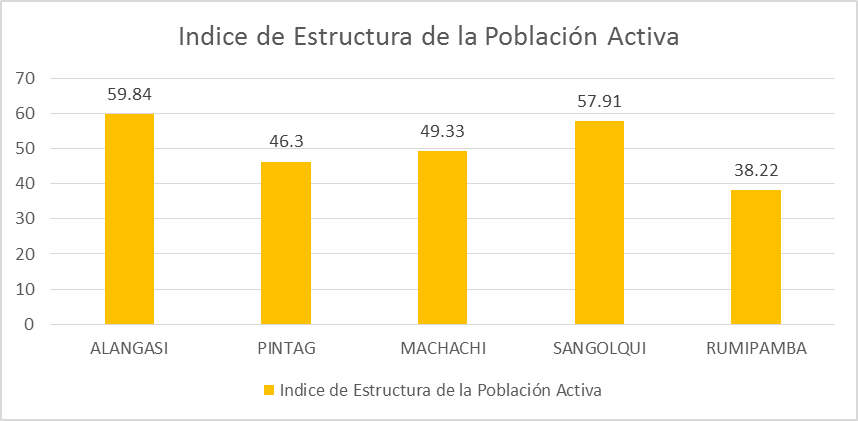 Indice de Estructura de la Población Activa
70
60
50
40
30
20
10
0
59.84
46.3
49.33
57.91
38.22
ALANGASI
PINTAG
MACHACHI
SANGOLQUI
RUMIPAMBA
Indice de Estructura de la Población Activa